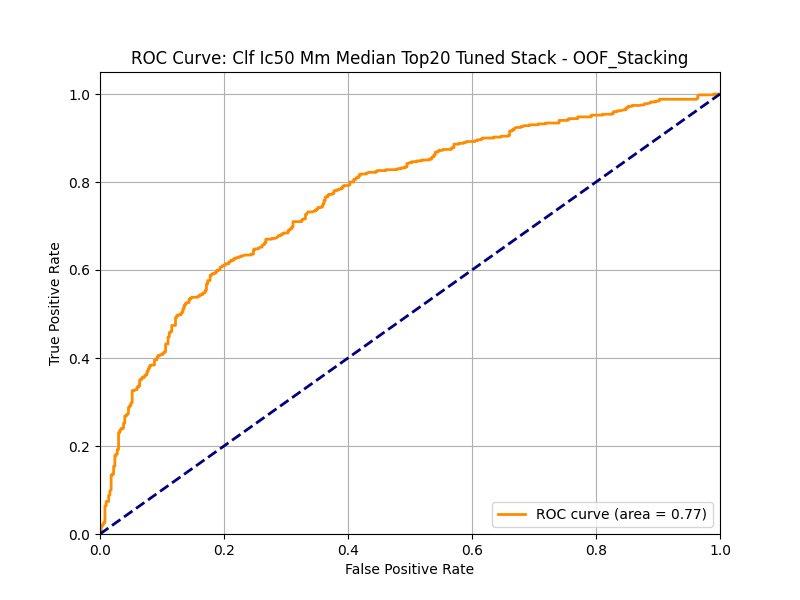 ROC Curve: Clf Ic50 Mm Median Top20 Tuned Stack - OOF_Stacking
True Positive Rate
1.0
0.8
0.6
0.4
0.2
0.0
ROC curve (area = 0.77)
0.0 0.2 0.4 0.6 0.8 1.0
False Positive Rate